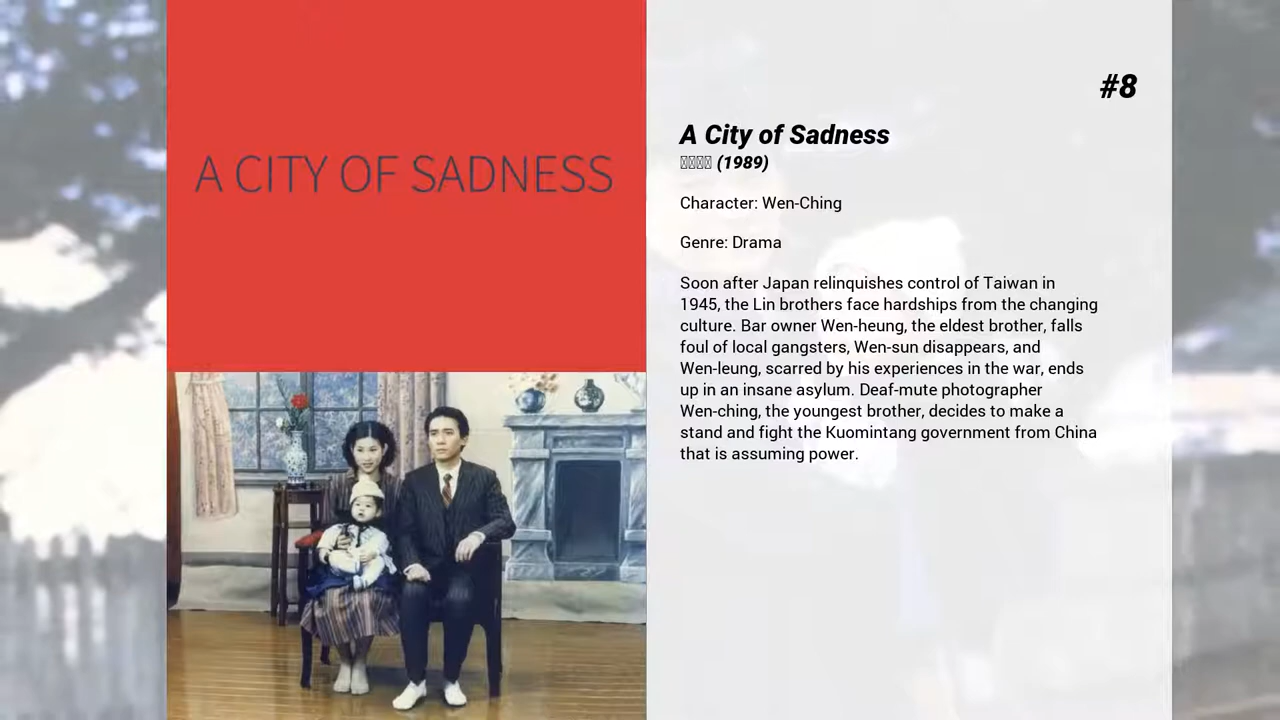 A CITY OF SADNESS
#8
A City of Sadness
(1989)
Character: Wen-Ching
Genre: Drama
Soon after Japan relinquishes control of Taiwan in
1945, the Lin brothers face hardships from the changing
culture. Bar owner Wen-heung, the eldest brother, falls
foul of local gangsters, Wen-sun disappears, and
Wen-leung, scarred by his experiences in the war, ends
up in an insane asylum. Deaf-mute photographer
Wen-ching, the youngest brother, decides to make a
stand and fight the Kuomintang government from China
that is assuming power.